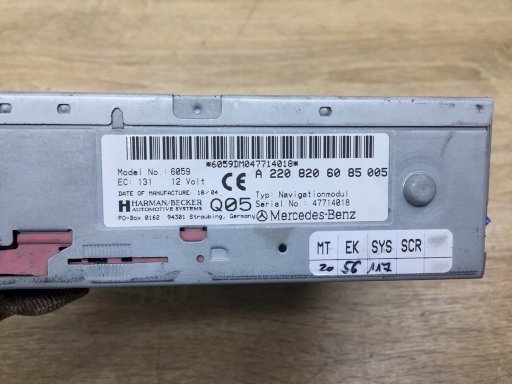 *6059DM047714018*
Model No.: 6059
A 220 820 60 85 005
EC: 131 12 Volt CE
DATE OF MANUFACTURE: 18/04
Typ: Navigationmodul
HARMAN/BECKER
AUTOMOTIVE SYSTEMS
Q05
Serial No.: 47714018
PO-Box 0162 94301 Straubing, Germany
Mercedes-Benz
MT EK SYS SCR
20 56 117